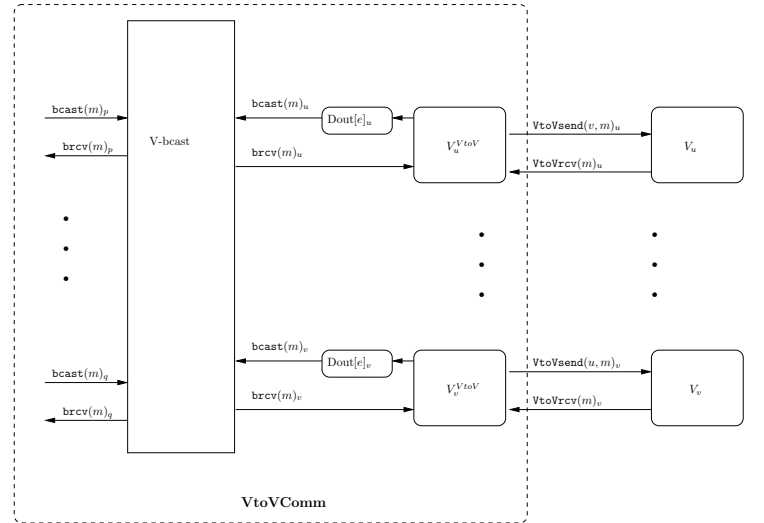 bcast(m)_p
brcv(m)_p
V-bcast
bcast(m)_u
Dout[e]_u
brcv(m)_u
V_u^{VtoV}
VtoVsend(v, m)_u
VtoVrcv(m)_u
V_u
bcast(m)_q
brcv(m)_q
bcast(m)_v
Dout[e]_v
brcv(m)_v
V_v^{VtoV}
VtoVsend(u, m)_v
VtoVrcv(m)_v
V_v
VtoVComm